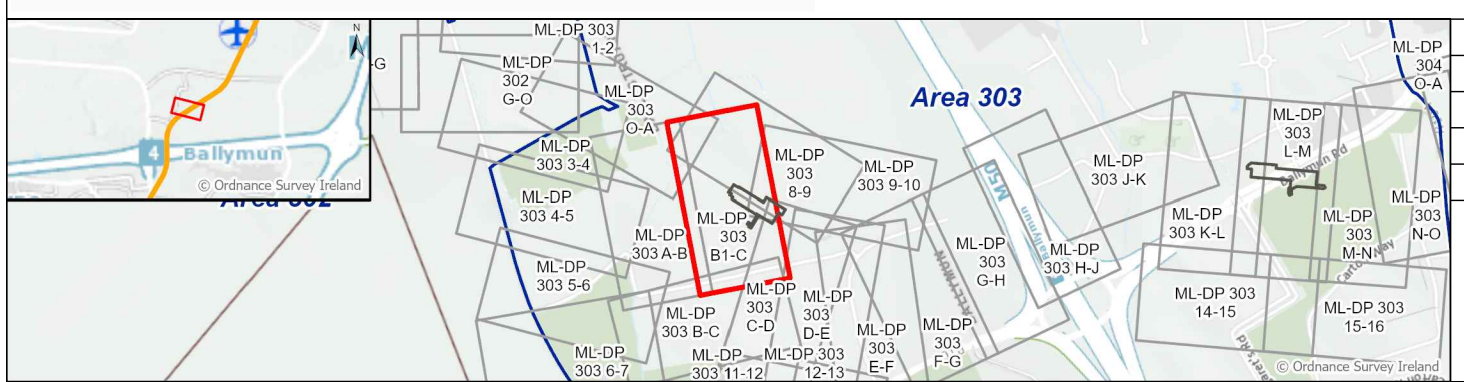 N
4
Ballymun
© Ordnance Survey Ireland
-G
ML-DP 303
1-2
ML-DP
302
G-O
ML-DP
303
O-A
ML-DP
303 3-4
ML-DP
303 4-5
ML-DP
303 A-B
ML-DP
303 5-6
ML-DP
303 6-7
ML-DP
303
B1-C
ML-DP
303 B-C
ML-DP
303 11-12
ML-DP
303
C-D
ML-DP
303
8-9
ML-DP
303 9-10
ML-DP
303
D-E
ML-DP 303
12-13
ML-DP
303
E-F
ML-DP
303
F-G
Area 303
M50
ML-DP
303
G-H
ML-DP
303 H-J
ML-DP
303 J-K
ML-DP
303 K-L
ML-DP
303
L-M
Ballymun Rd
ML-DP
303
M-N
ML-DP
303
N-O
ML-DP
304
O-A
ML-DP 303
14-15
ML-DP 303
15-16
© Ordnance Survey Ireland